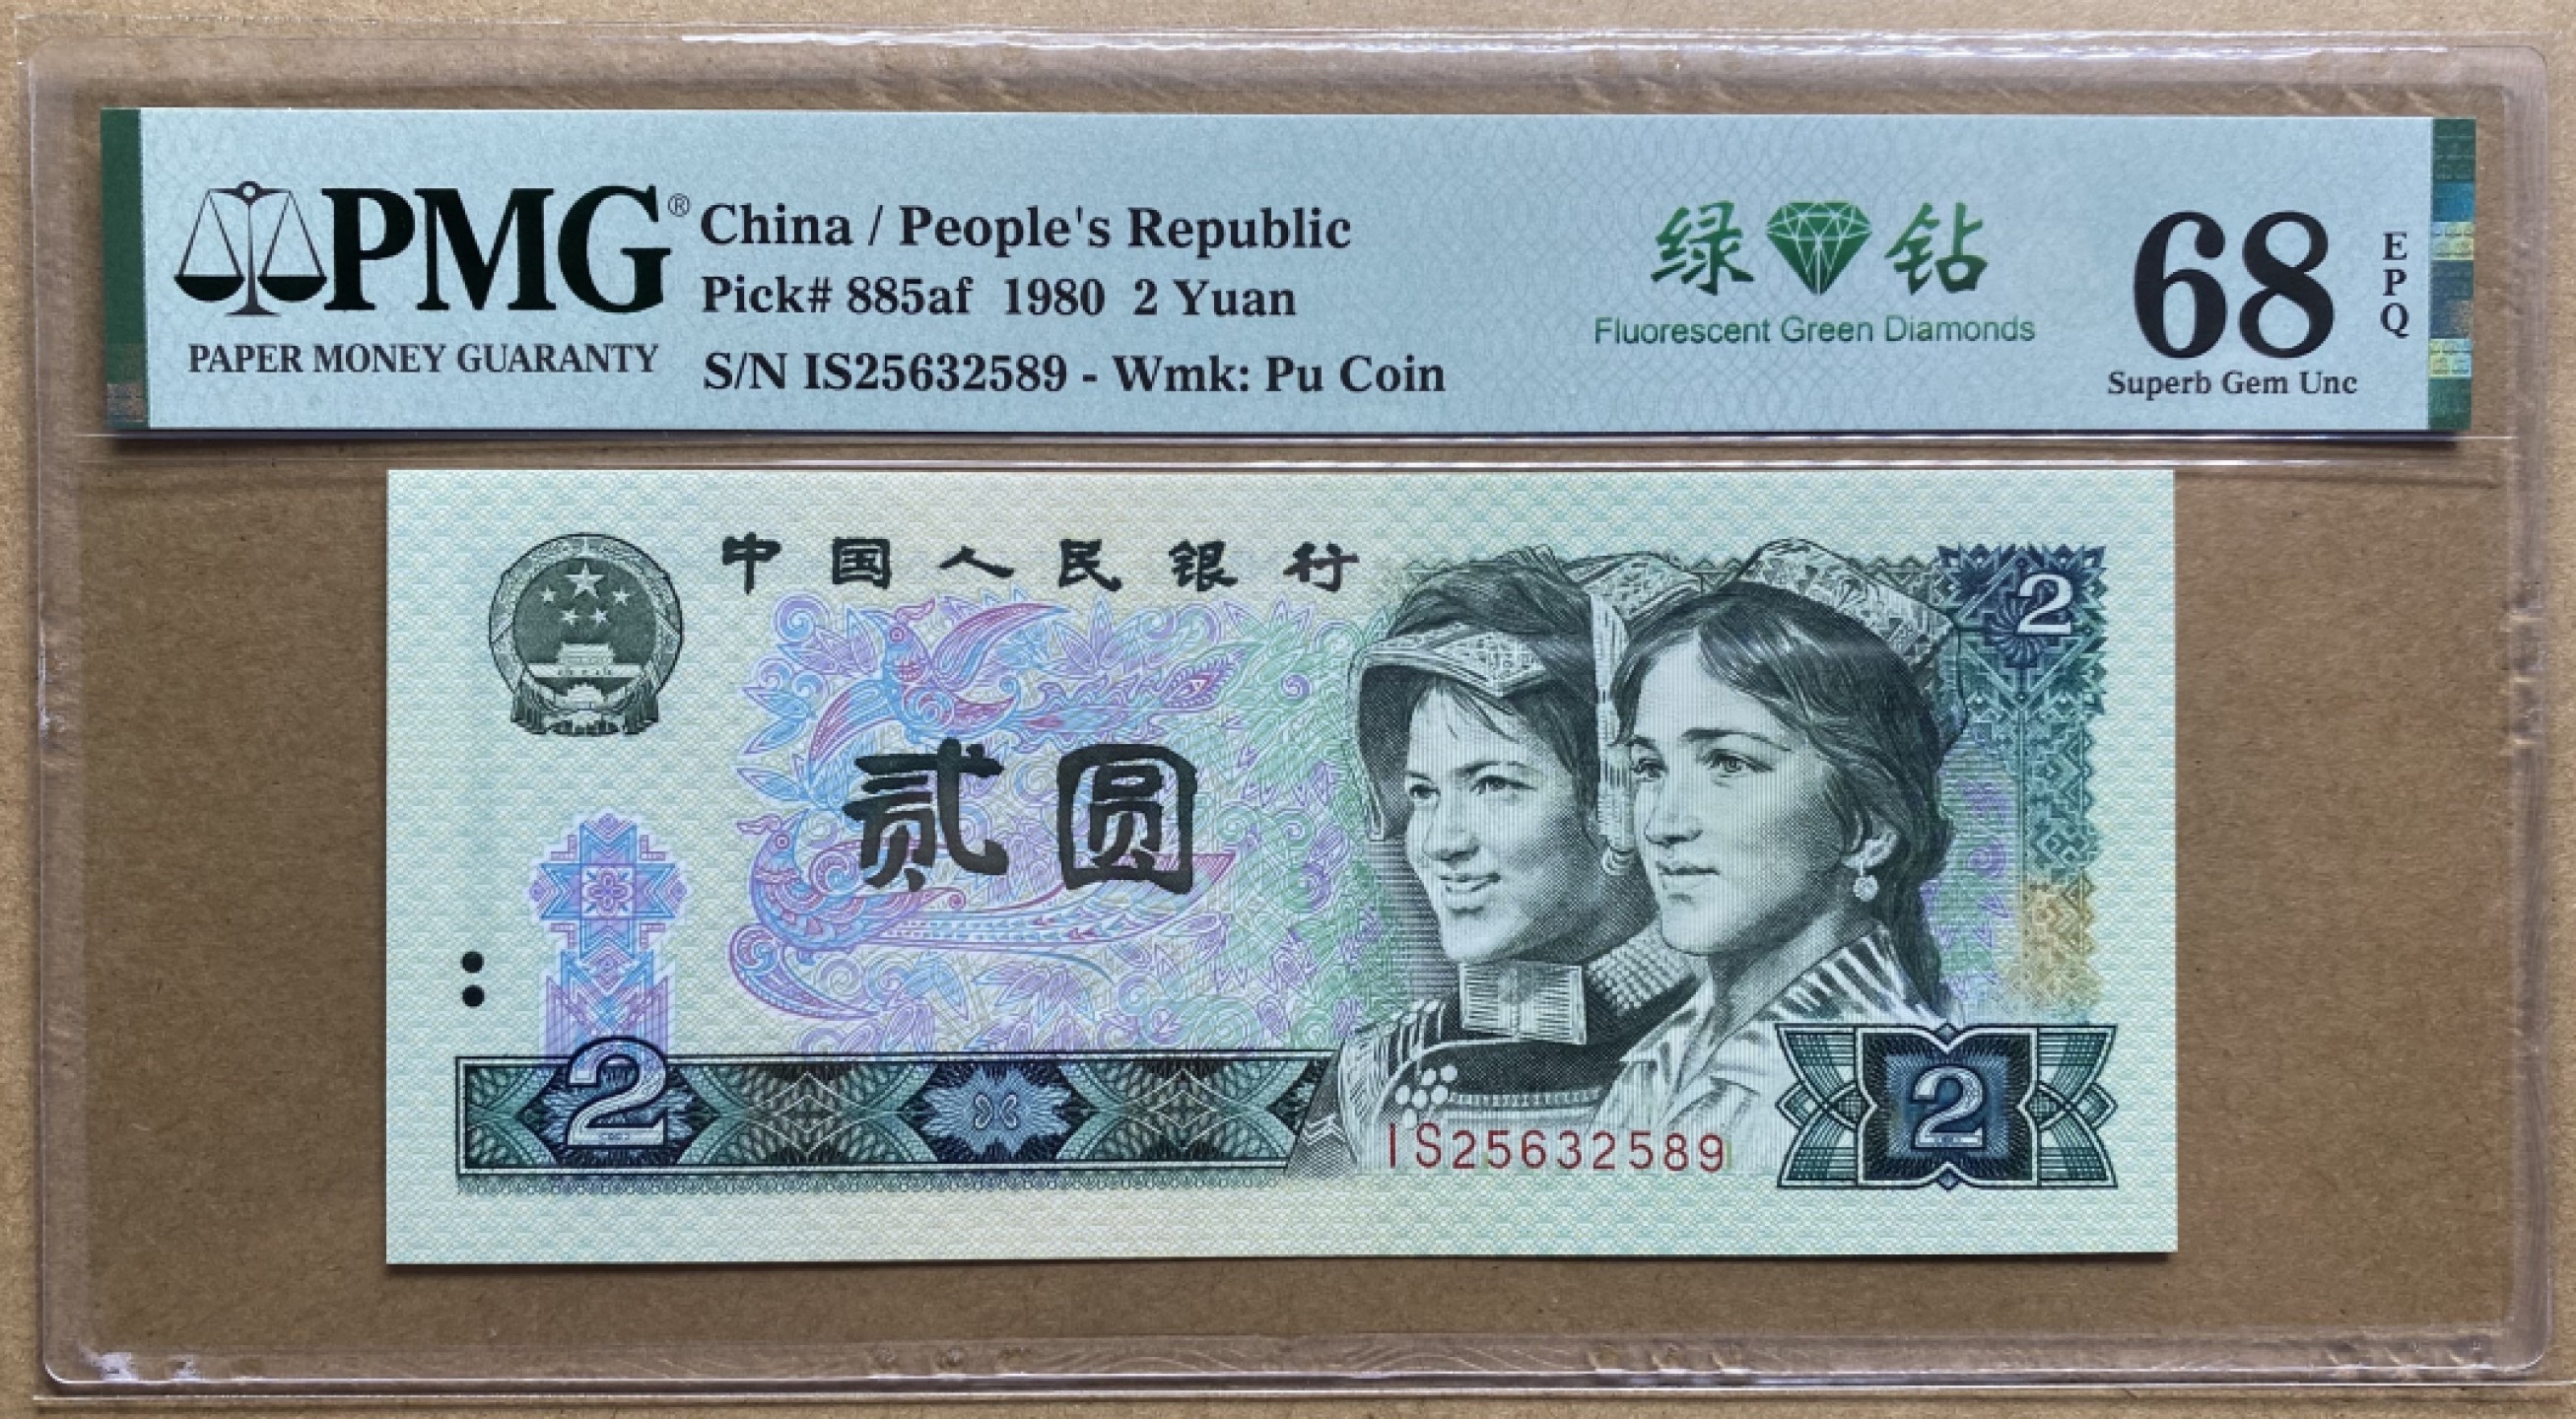 PMG®
PAPER MONEY GUARANTY
China / People's Republic
Pick# 885af 1980 2 Yuan
S/N IS25632589 - Wmk: Pu Coin
绿钻
Fluorescent Green Diamonds
68
EPQ
Superb Gem Unc
中国人民银行
2
贰圆
2
IS25632589
2